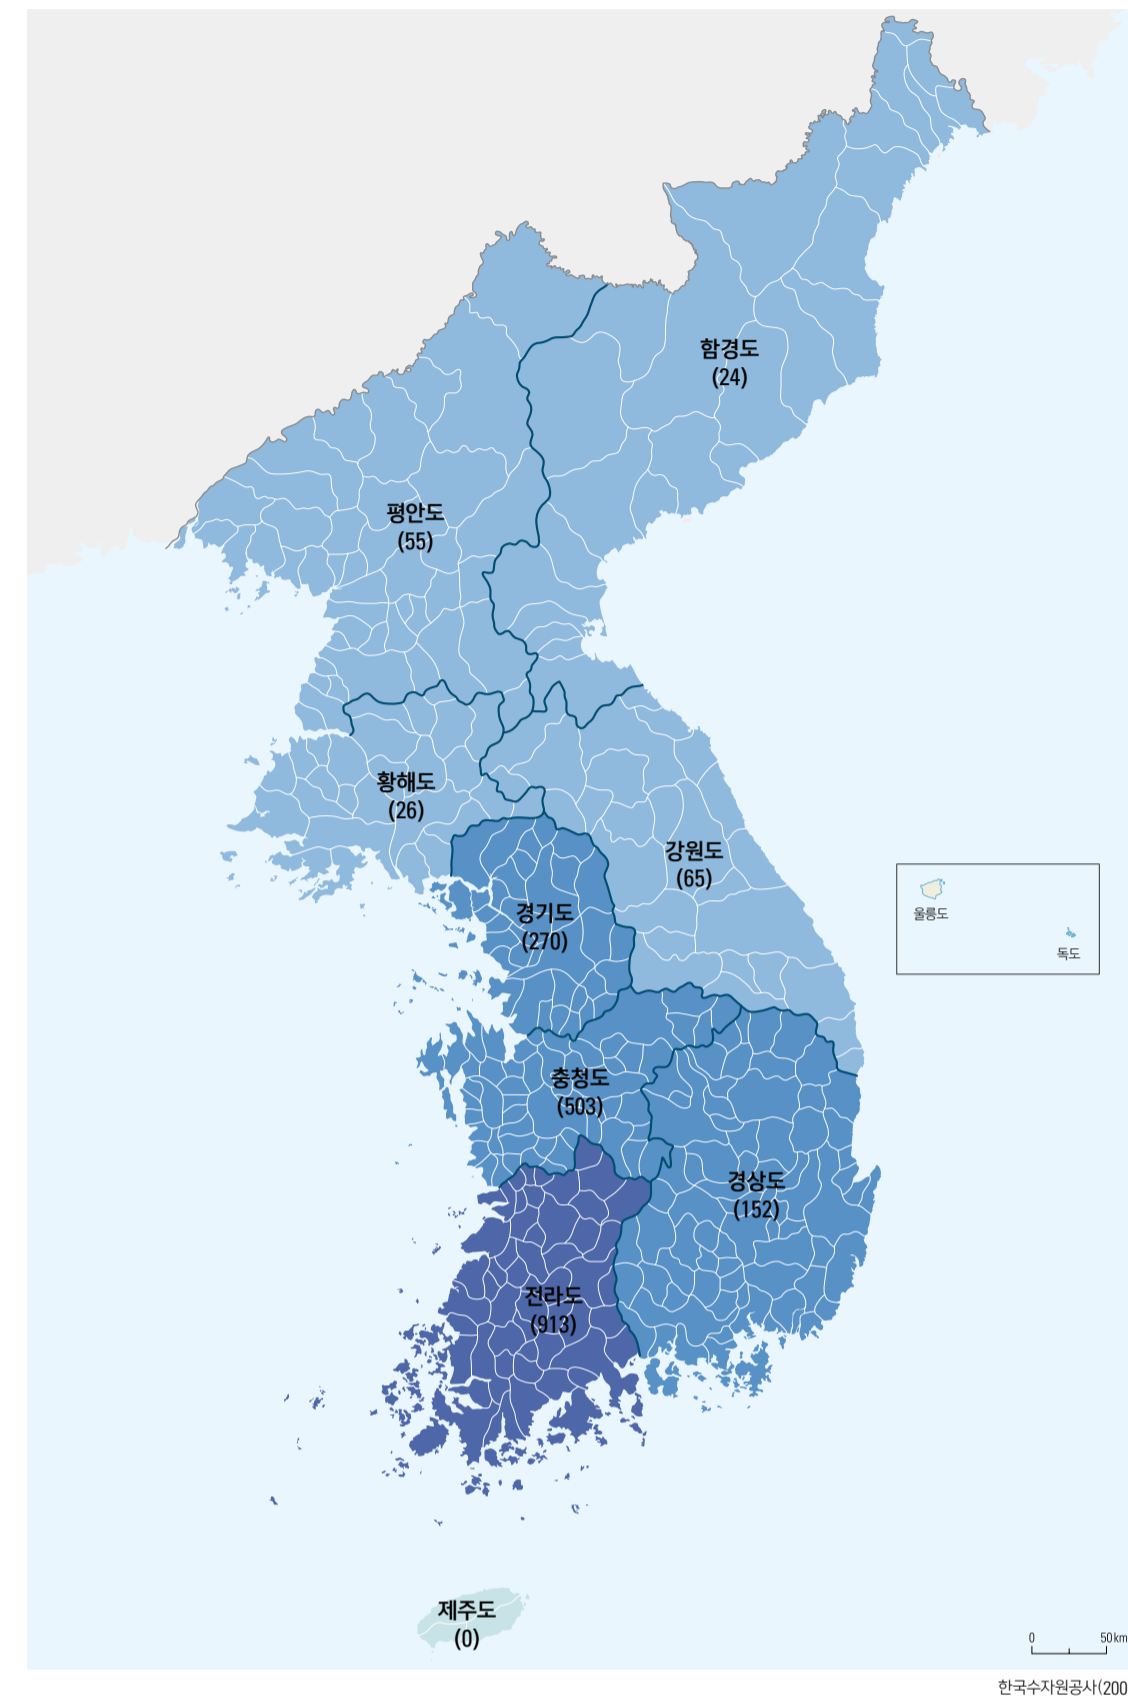 함경도
(24)
평안도
(55)
황해도
(26)
강원도
(65)
경기도
(270)
울릉도
독도
충청도
(503)
경상도
(152)
전라도
(913)
제주도
(0)
0 50 km
한국수자원공사(200